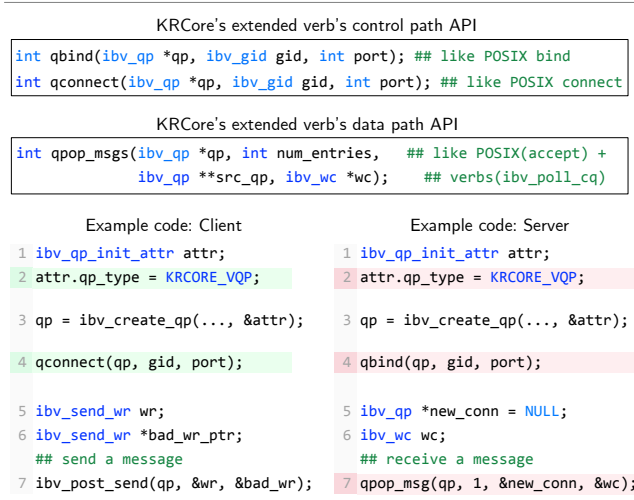 KRCore's extended verb's control path API
int qbind(ibv_qp *qp, ibv_gid gid, int port); ## like POSIX bind
int qconnect(ibv_qp *qp, ibv_gid gid, int port); ## like POSIX connect
KRCore's extended verb's data path API
int qpop_msgs(ibv_qp *qp, int num_entries, ## like POSIX(accept) +
ibv_qp **src_qp, ibv_wc *wc); ## verbs(ibv_poll_cq)
Example code: Client
1 ibv_qp_init_attr attr;
2 attr.qp_type = KRCORE_VQP;
3 qp = ibv_create_qp(..., &attr);
4 qconnect(qp, gid, port);
5 ibv_send_wr wr;
6 ibv_send_wr *bad_wr_ptr;
## send a message
7 ibv_post_send(qp, &wr, &bad_wr);
Example code: Server
1 ibv_qp_init_attr attr;
2 attr.qp_type = KRCORE_VQP;
3 qp = ibv_create_qp(..., &attr);
4 qbind(qp, gid, port);
5 ibv_qp *new_conn = NULL;
6 ibv_wc wc;
## receive a message
7 qpop_msg(qp, 1, &new_conn, &wc);